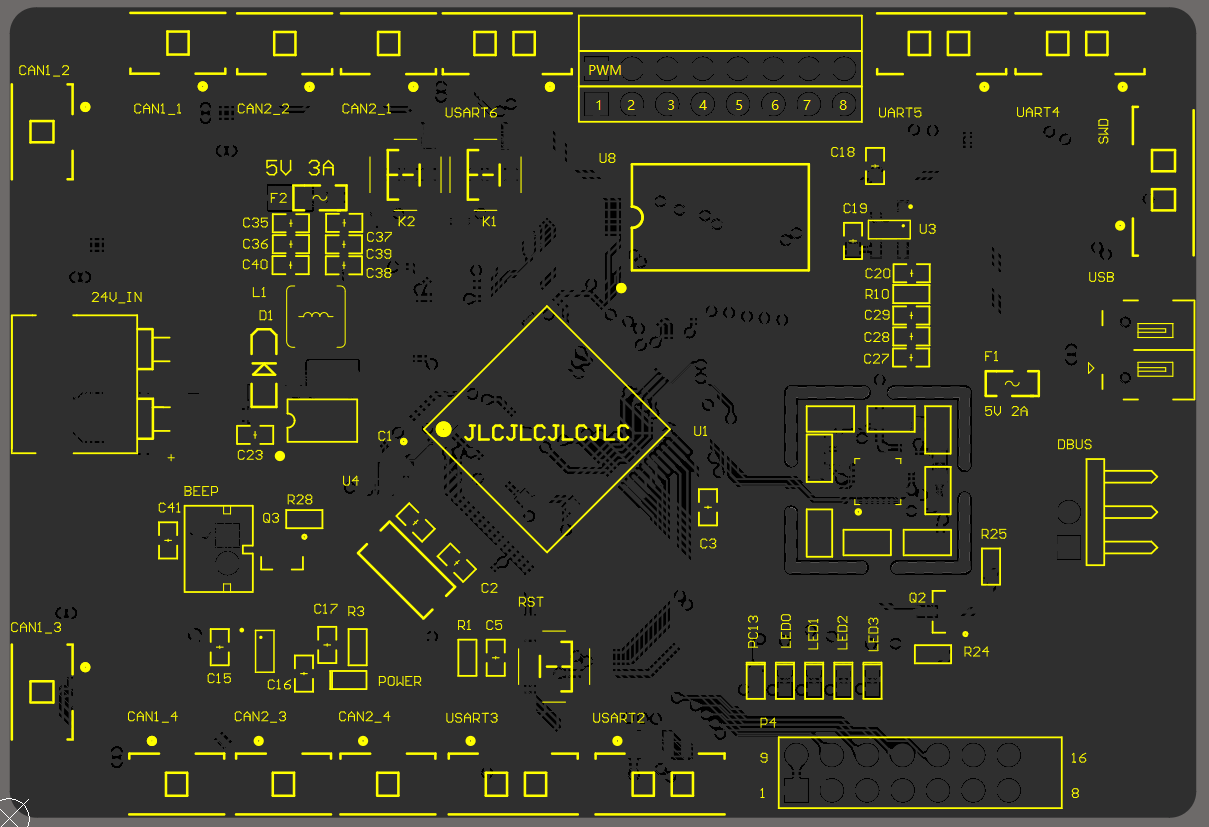 CAN1_2
CAN1_1
CAN2_2
CAN2_1
USART6
PWM
1 2 3 4 5 6 7 8
UART5
UART4
SWD
5V 3A
F2
C35
C36
C40
C37
C39
C38
K2
K1
U8
C18
C19
U3
C20
R10
C29
C28
C27
USB
24V_IN
L1
D1
F1
5V 2A
C1
JLCJLCJLCJLC
U1
C23
+
U4
DBUS
BEEP
C41
Q3
R28
C3
R25
C2
RST
Q2
R24
CAN1_3
C17
R3
R1
C5
C15
C16
POWER
PC13
LED0
LED1
LED2
LED3
CAN1_4
CAN2_3
CAN2_4
USART3
USART2
P4
9
16
1
8